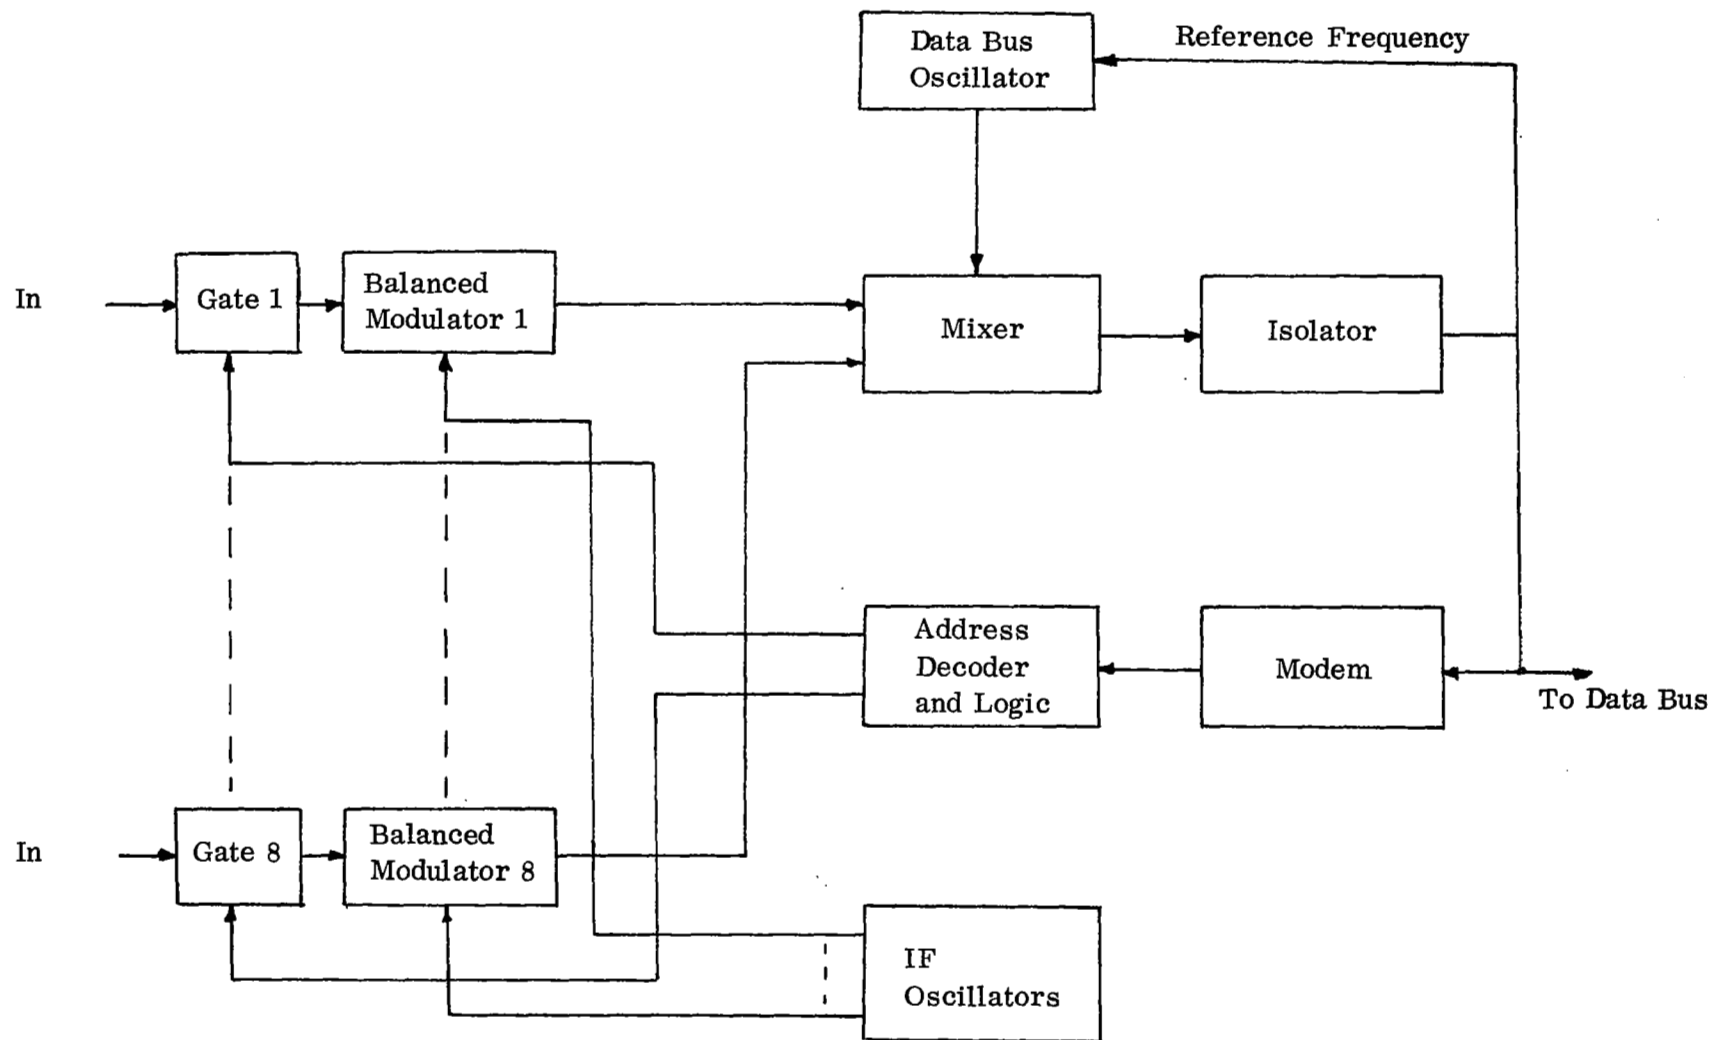 Data Bus
Oscillator
Reference Frequency
In
Gate 1
Balanced
Modulator 1
Mixer
Isolator
Address
Decoder
and Logic
Modem
To Data Bus
In
Gate 8
Balanced
Modulator 8
IF
Oscillators